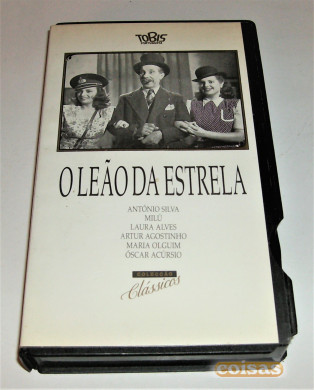 TOBIS
O LEÃO DA ESTRELA
ANTÓNIO SILVA
MILÚ
LAURA ALVES
ARTUR AGOSTINHO
MARIA OLGUIM
ÓSCAR ACÚRSIO
COLECÇÃO
Clássicos
coisas